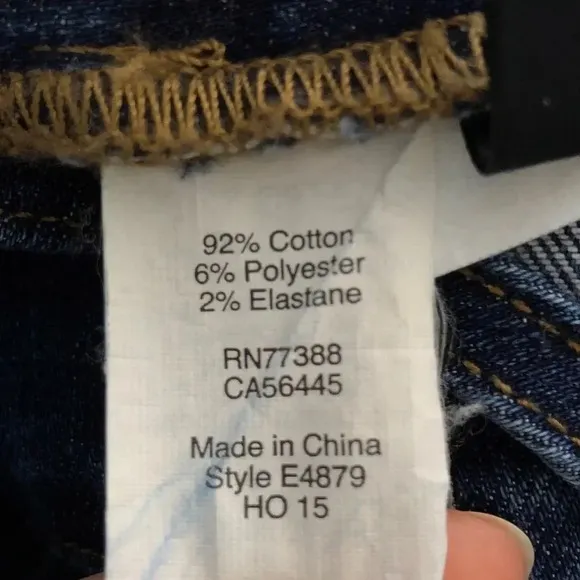 92% Cotton
6% Polyester
2% Elastane
RN77388
CA56445
Made in China
Style E4879
HO 15